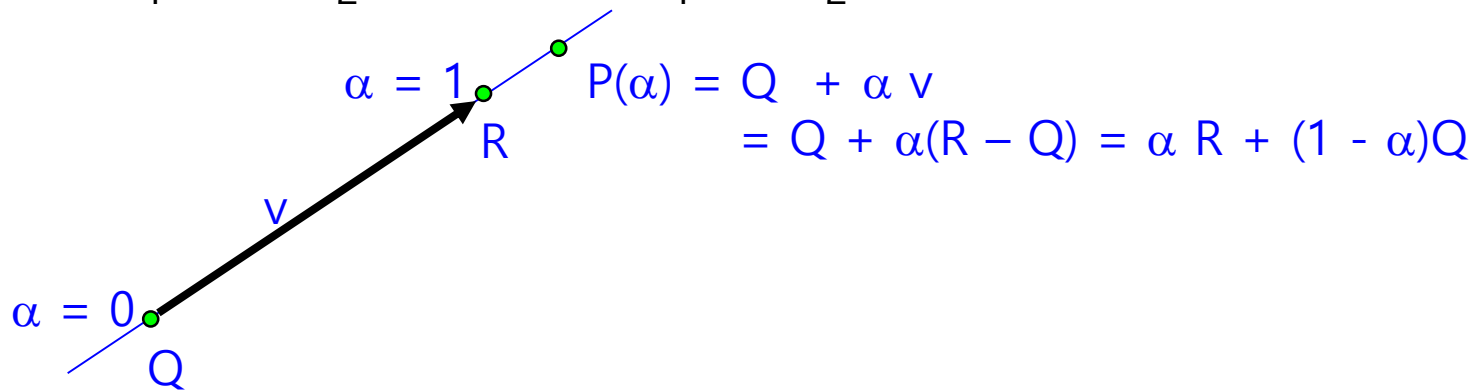 α = 1
P(α) = Q + α v
= Q + α(R – Q) = α R + (1 - α)Q
R
v
α = 0
Q